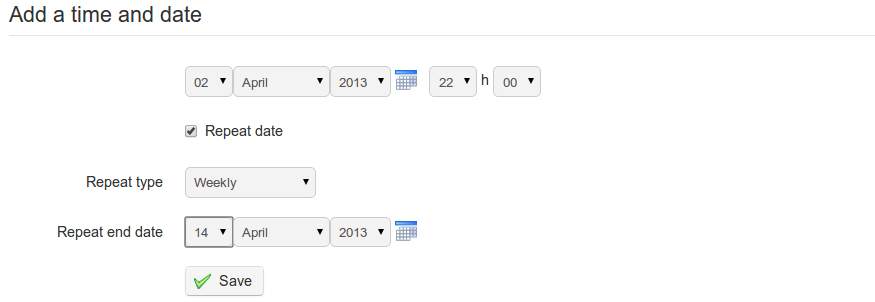 Add a time and date
02 April 2013 22 h 00
Repeat date
Repeat type Weekly
Repeat end date 14 April 2013
Save